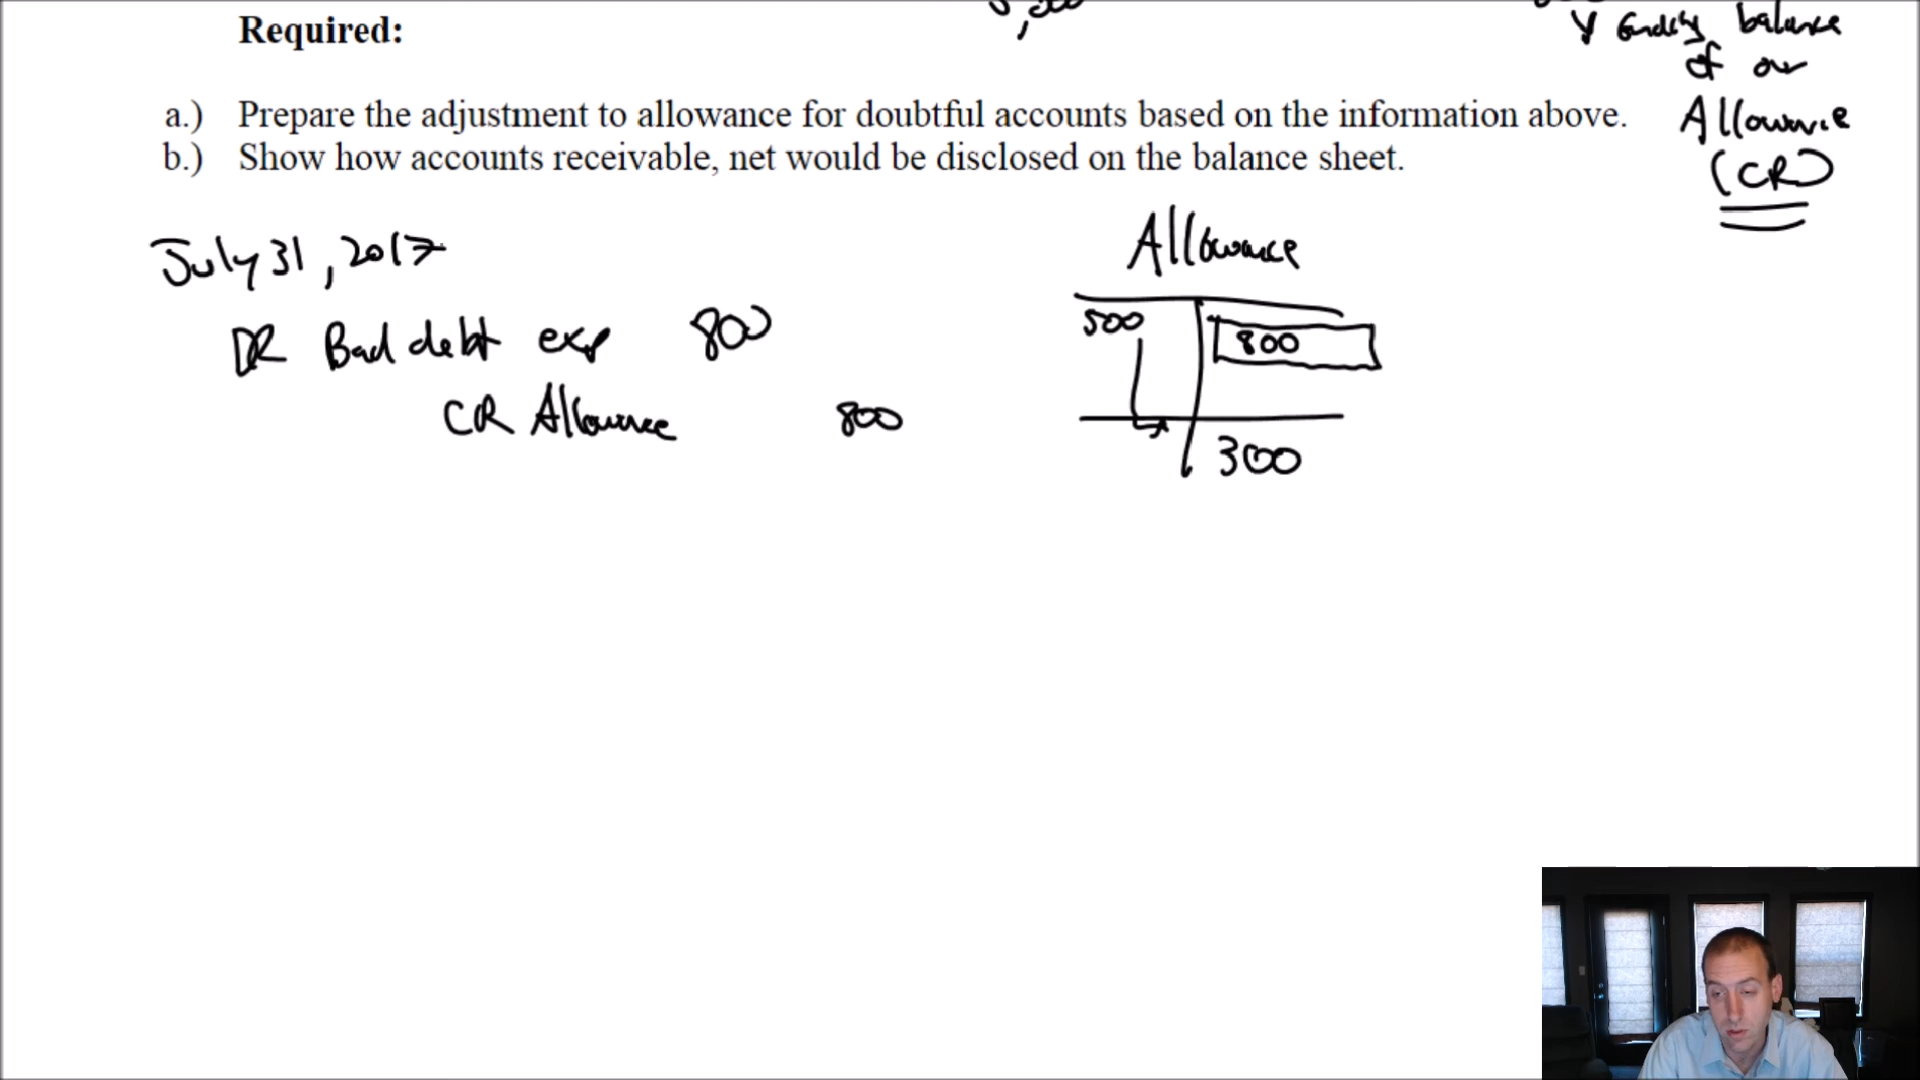 Required:
a.) Prepare the adjustment to allowance for doubtful accounts based on the information above.
b.) Show how accounts receivable, net would be disclosed on the balance sheet.
Ending balance
of our
Allowance
(CR)
July 31, 2017
DR Bad debt exp 800
CR Allowance 800
Allowance
500 800
300